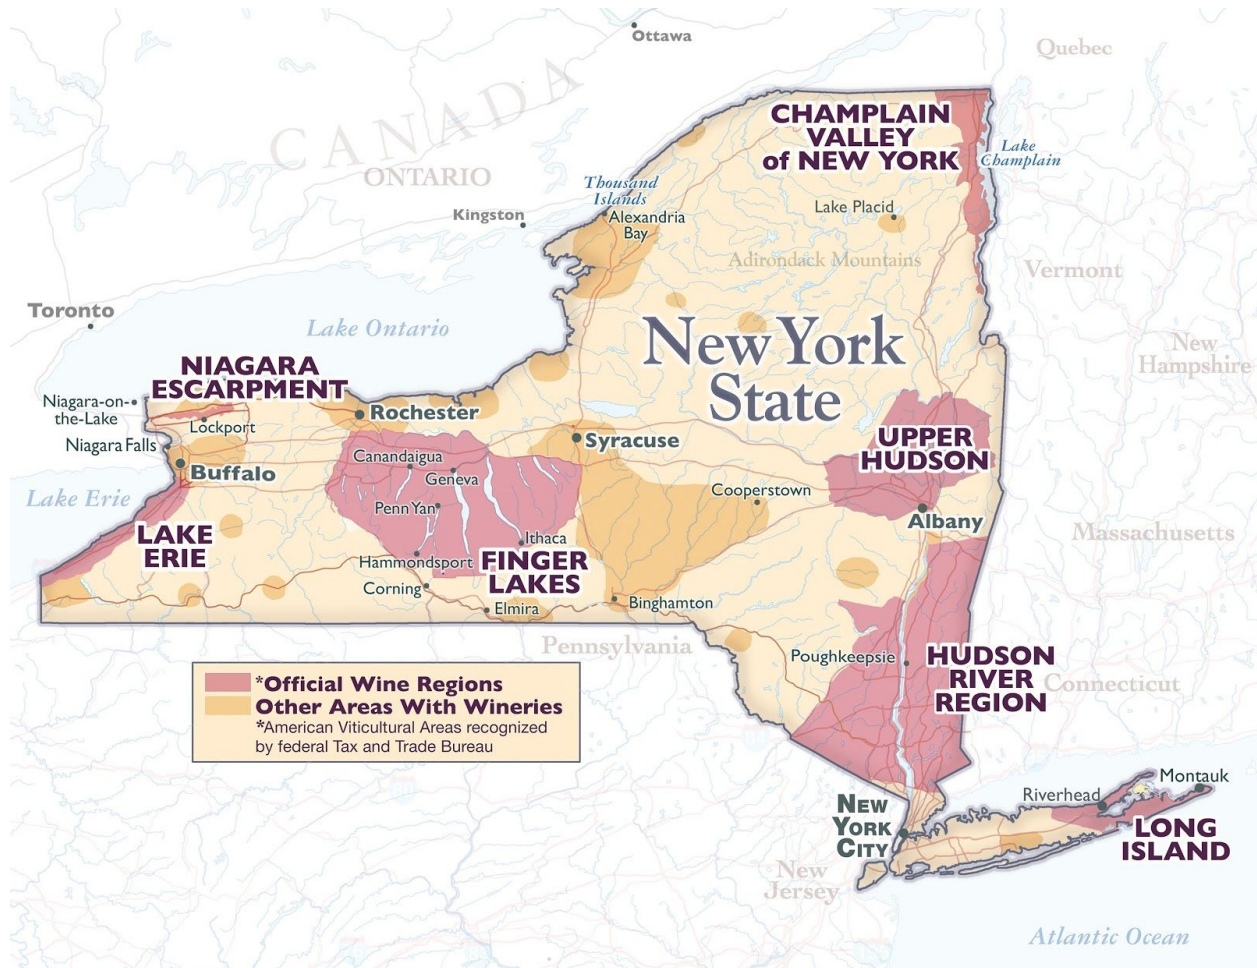 Ottawa
Quebec
CANADA
ONTARIO
CHAMPLAIN
VALLEY
of NEW YORK
Lake
Champlain
Thousand
Islands
Kingston
Alexandria
Bay
Lake Placid
Adirondack Mountains
Vermont
Toronto
Lake Ontario
New York
State
New
Hampshire
NIAGARA
ESCARPMENT
Niagara-on-
the-Lake
Rochester
Lockport
Niagara Falls
Syracuse
UPPER
HUDSON
Canandaigua
Buffalo
Geneva
Lake Erie
Cooperstown
Penn Yan
Albany
LAKE
ERIE
Ithaca
Massachusetts
Hammondsport
FINGER
LAKES
Corning
Elmira
Binghamton
Pennsylvania
Poughkeepsie
HUDSON
RIVER
REGION
Connecticut
*Official Wine Regions
Other Areas With Wineries
*American Viticultural Areas recognized
by federal Tax and Trade Bureau
Montauk
Riverhead
NEW
YORK
CITY
LONG
ISLAND
New
Jersey
Atlantic Ocean